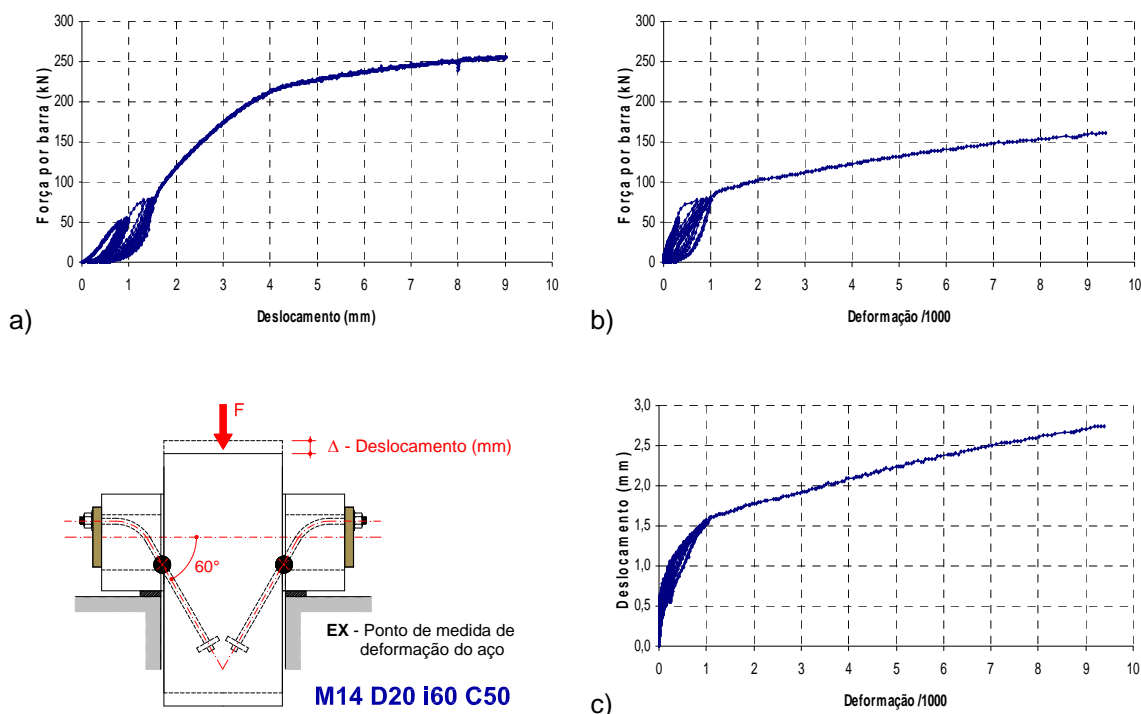 300
250
200
150
100
50
0
Força por barra (kN)
0 1 2 3 4 5 6 7 8 9 10
Deslocamento (mm)
a)
300
250
200
150
100
50
0
Força por barra (kN)
0 1 2 3 4 5 6 7 8 9 10
Deformação /1000
b)
F
Δ - Deslocamento (mm)
60°
EX - Ponto de medida de
deformação do aço
M14 D20 i60 C50
3,0
2,5
2,0
1,5
1,0
0,5
0,0
Deslocamento (mm)
0 1 2 3 4 5 6 7 8 9 10
Deformação /1000
c)